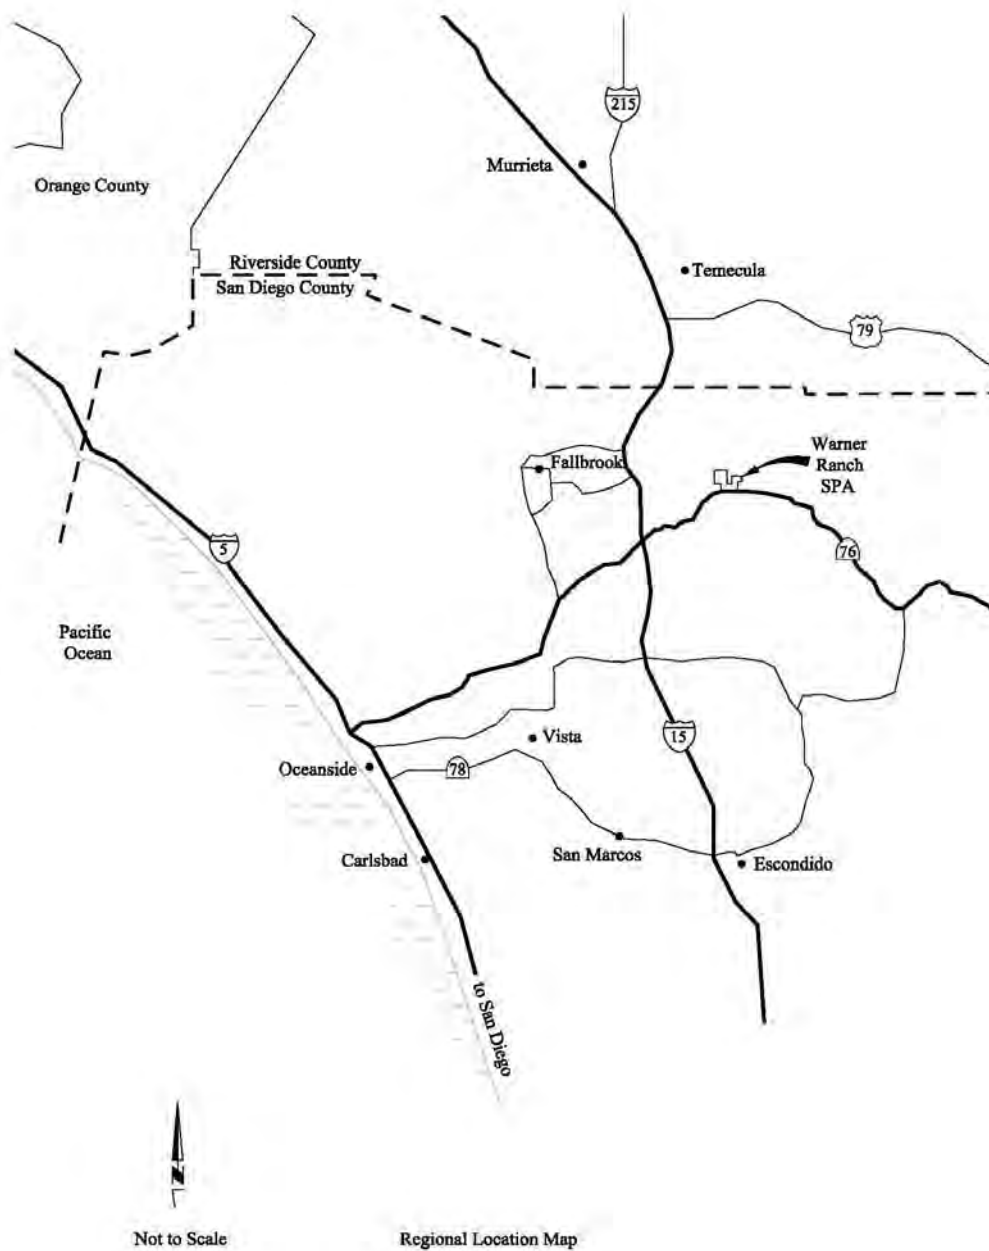 215
Murrieta
Orange County
Riverside County
San Diego County
Temecula
79
Warner
Ranch
SPA
Fallbrook
5
76
Pacific
Ocean
Vista
15
Oceanside
78
San Marcos
Carlsbad
Escondido
to San Diego
Not to Scale
Regional Location Map